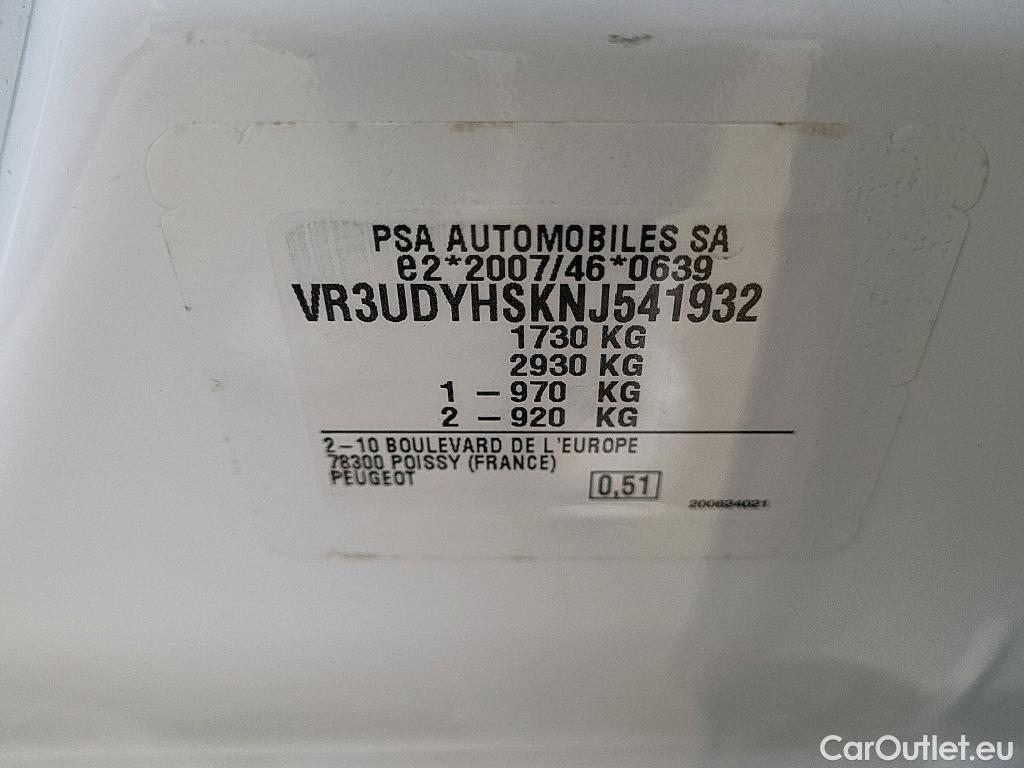 PSA AUTOMOBILES SA
e2*2007/46*0639
VR3UDYHSKNJ541932
1730 KG
2930 KG
1 – 970 KG
2 – 920 KG
2–10 BOULEVARD DE L'EUROPE
78300 POISSY (FRANCE)
PEUGEOT
0,51
200624021
CarOutlet.eu